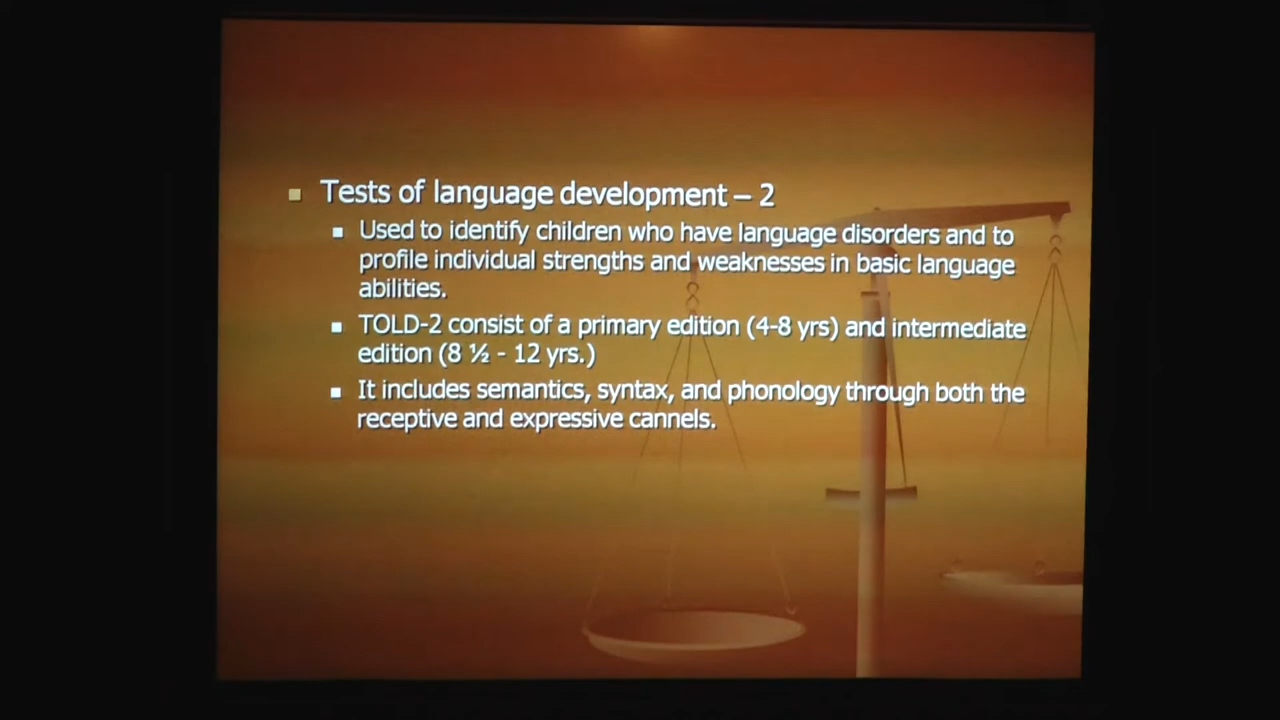 Tests of language development – 2
Used to identify children who have language disorders and to
profile individual strengths and weaknesses in basic language
abilities.
TOLD-2 consist of a primary edition (4-8 yrs) and intermediate
edition (8 ½ - 12 yrs.)
It includes semantics, syntax, and phonology through both the
receptive and expressive cannels.